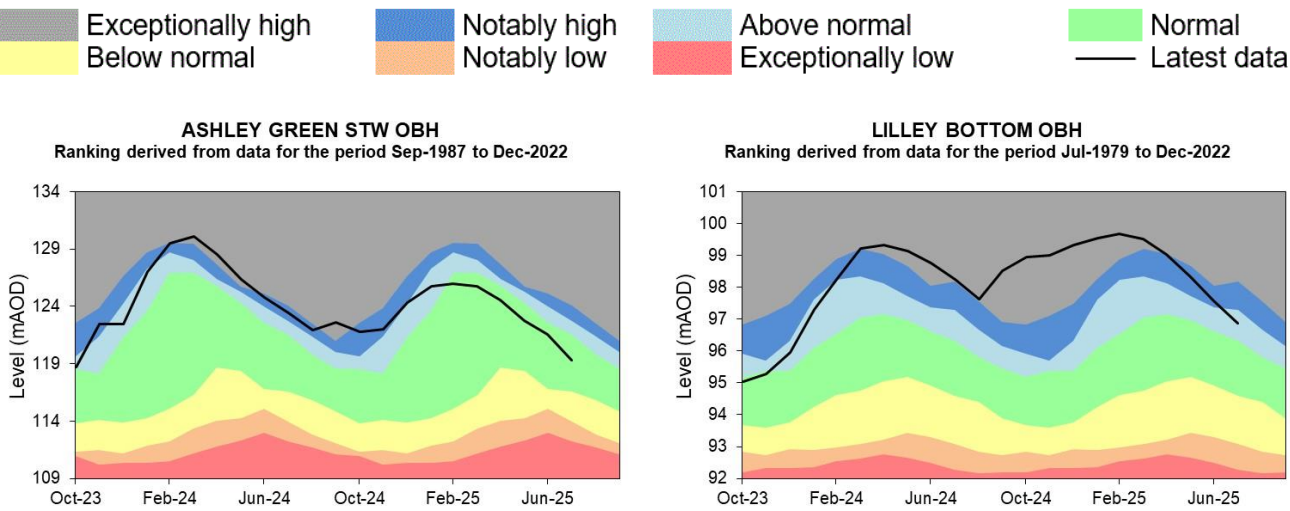 Exceptionally high Notably high Above normal Normal
Below normal Notably low Exceptionally low Latest data
ASHLEY GREEN STW OBH
Ranking derived from data for the period Sep-1987 to Dec-2022
Level (mAOD)
134
129
124
119
114
109
Oct-23 Feb-24 Jun-24 Oct-24 Feb-25 Jun-25
LILLEY BOTTOM OBH
Ranking derived from data for the period Jul-1979 to Dec-2022
Level (mAOD)
101
100
99
98
97
96
95
94
93
92
Oct-23 Feb-24 Jun-24 Oct-24 Feb-25 Jun-25